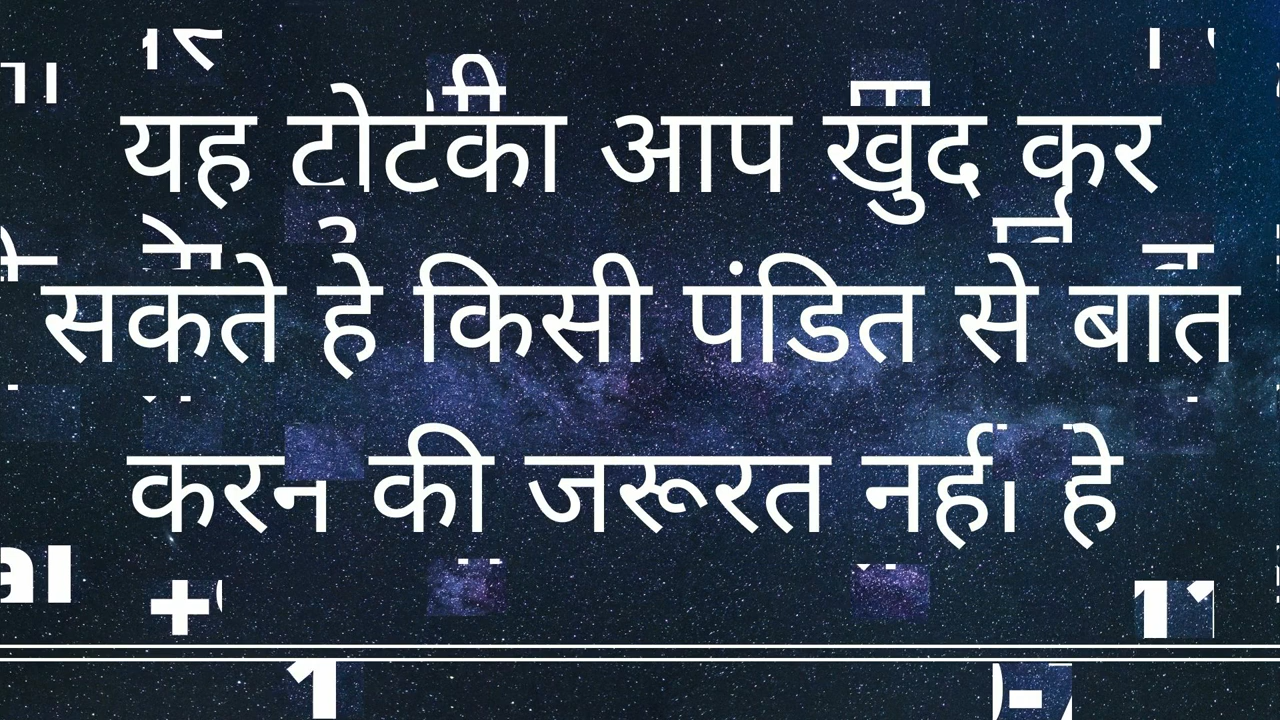 यह टोटका आप खुद कर
सकते हे किसी पंडित से बात
करने की जरूरत नहीं हे